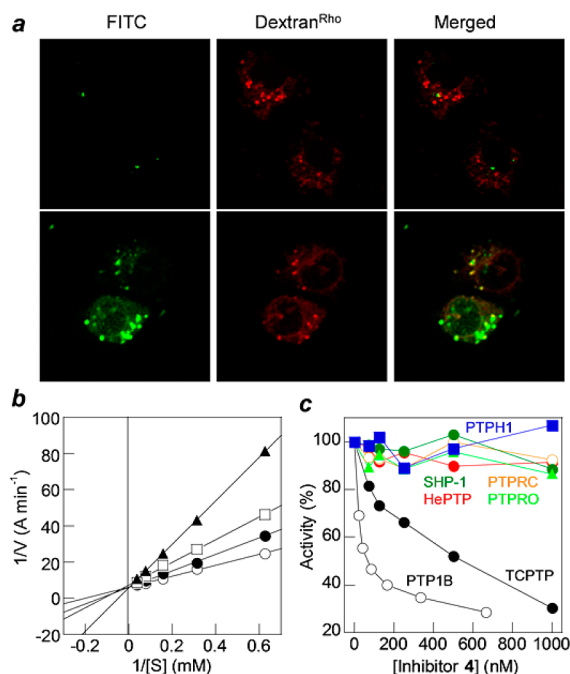 a
FITC
Dextran^Rho
Merged
b
100
80
60
40
20
0
-20
-0.2
0
0.2
0.4
0.6
1/V (A min-1)
1/[S] (mM)
c
100
80
60
40
20
0
200
400
600
800
1000
Activity (%)
[Inhibitor 4] (nM)
PTPH1
SHP-1
PTPRC
HePTP
PTPRO
PTP1B
TCPTP